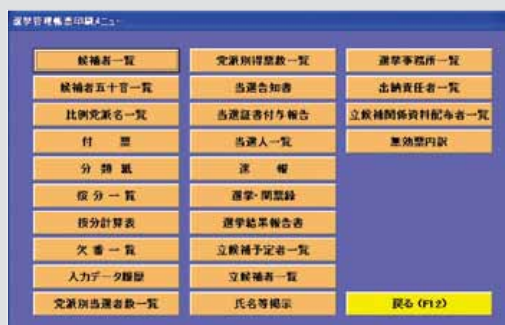 選挙管理帳票印刷メニュー
候補者一覧
候補者五十音一覧
比例党派名一覧
付　票
分 類 紙
按 分 一 覧
按分計算表
欠 番 一 覧
入力データ履歴
党派別当選者数一覧
党派別得票数一覧
当選告知書
当選証書付与報告
当選人一覧
速　報
選挙・開票録
選挙結果報告書
立候補予定者一覧
立候補者一覧
氏名等掲示
選挙事務所一覧
出納責任者一覧
立候補関係資料配布者一覧
無効票内訳
戻る (F12)